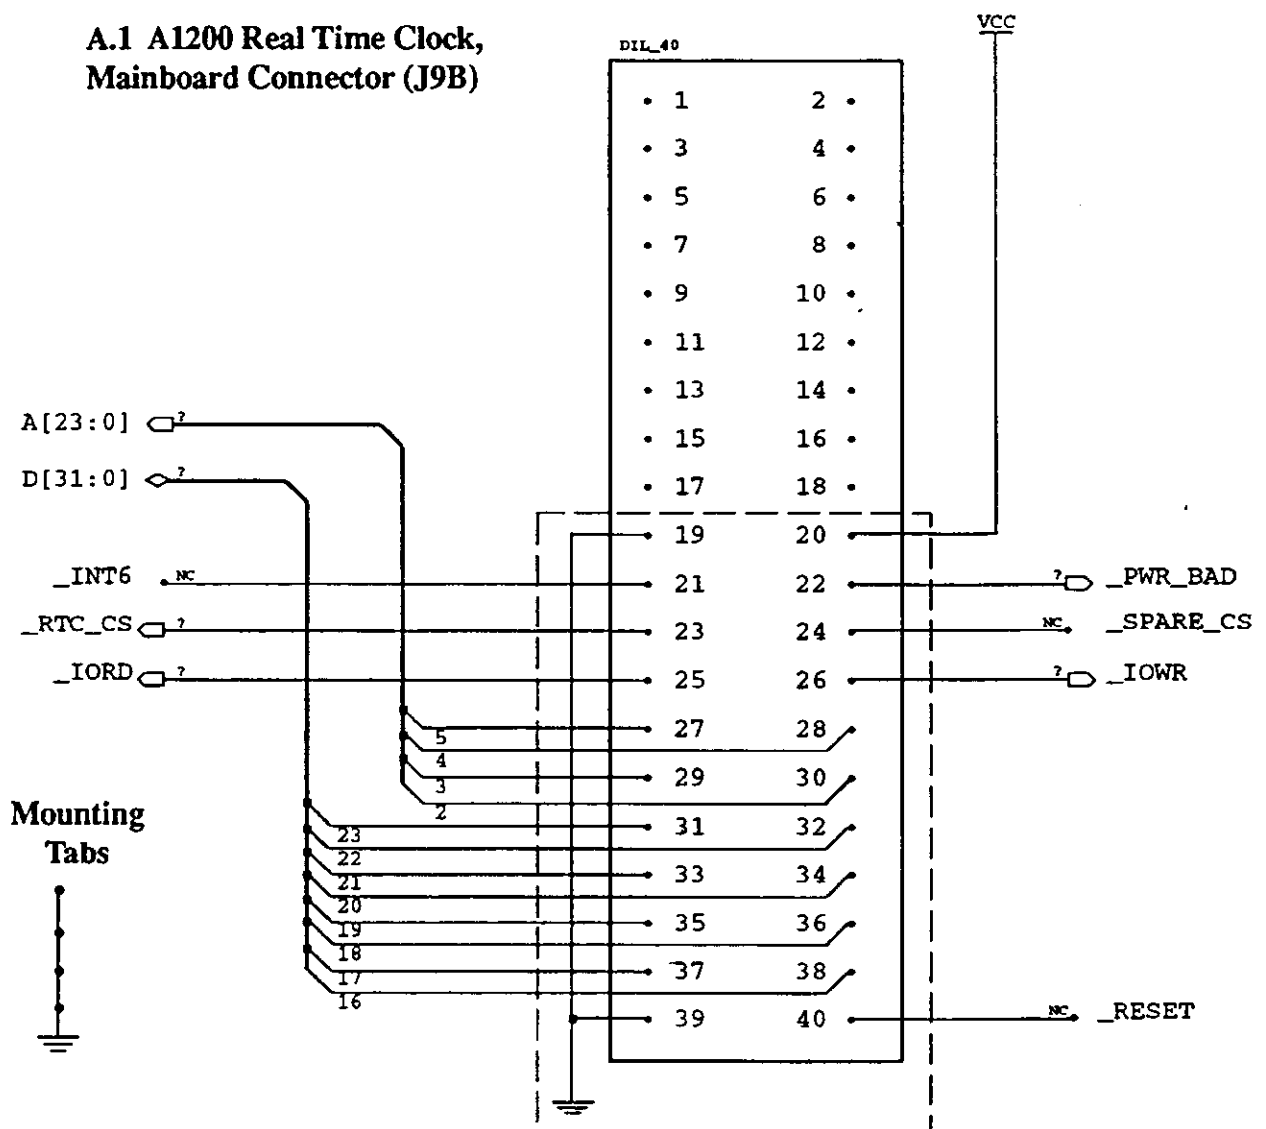 A.1 A1200 Real Time Clock,
Mainboard Connector (J9B)
DIL_40
VCC
1 2
3 4
5 6
7 8
9 10
11 12
13 14
A[23:0] ?
15 16
D[31:0] ?
17 18
19 20
_INT6 NC 21 22 ? _PWR_BAD
_RTC_CS ? 23 24 NC _SPARE_CS
_IORD ? 25 26 ? _IOWR
27 28
5
4
29 30
3
2
Mounting
Tabs
31 32
23
22
33 34
21
20
35 36
19
18
37 38
17
16
39 40 NC _RESET